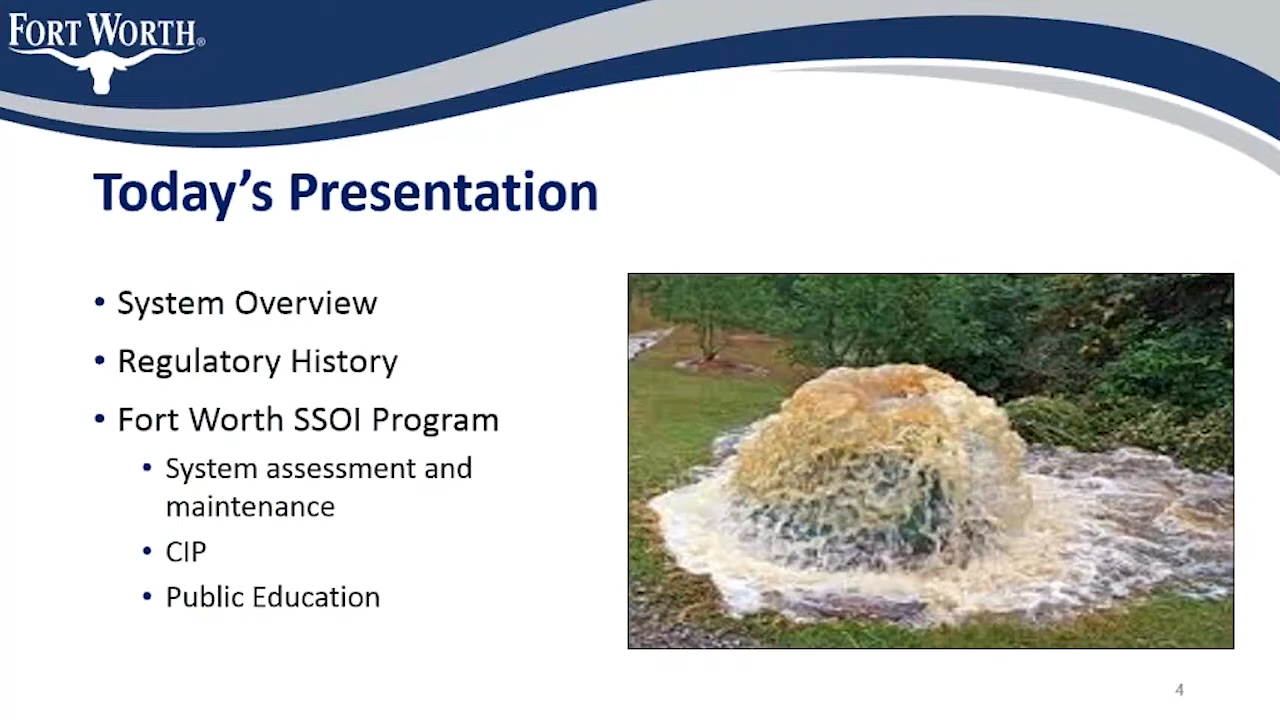 FORT WORTH®
Today's Presentation
• System Overview
• Regulatory History
• Fort Worth SSOI Program
• System assessment and
maintenance
• CIP
• Public Education
4